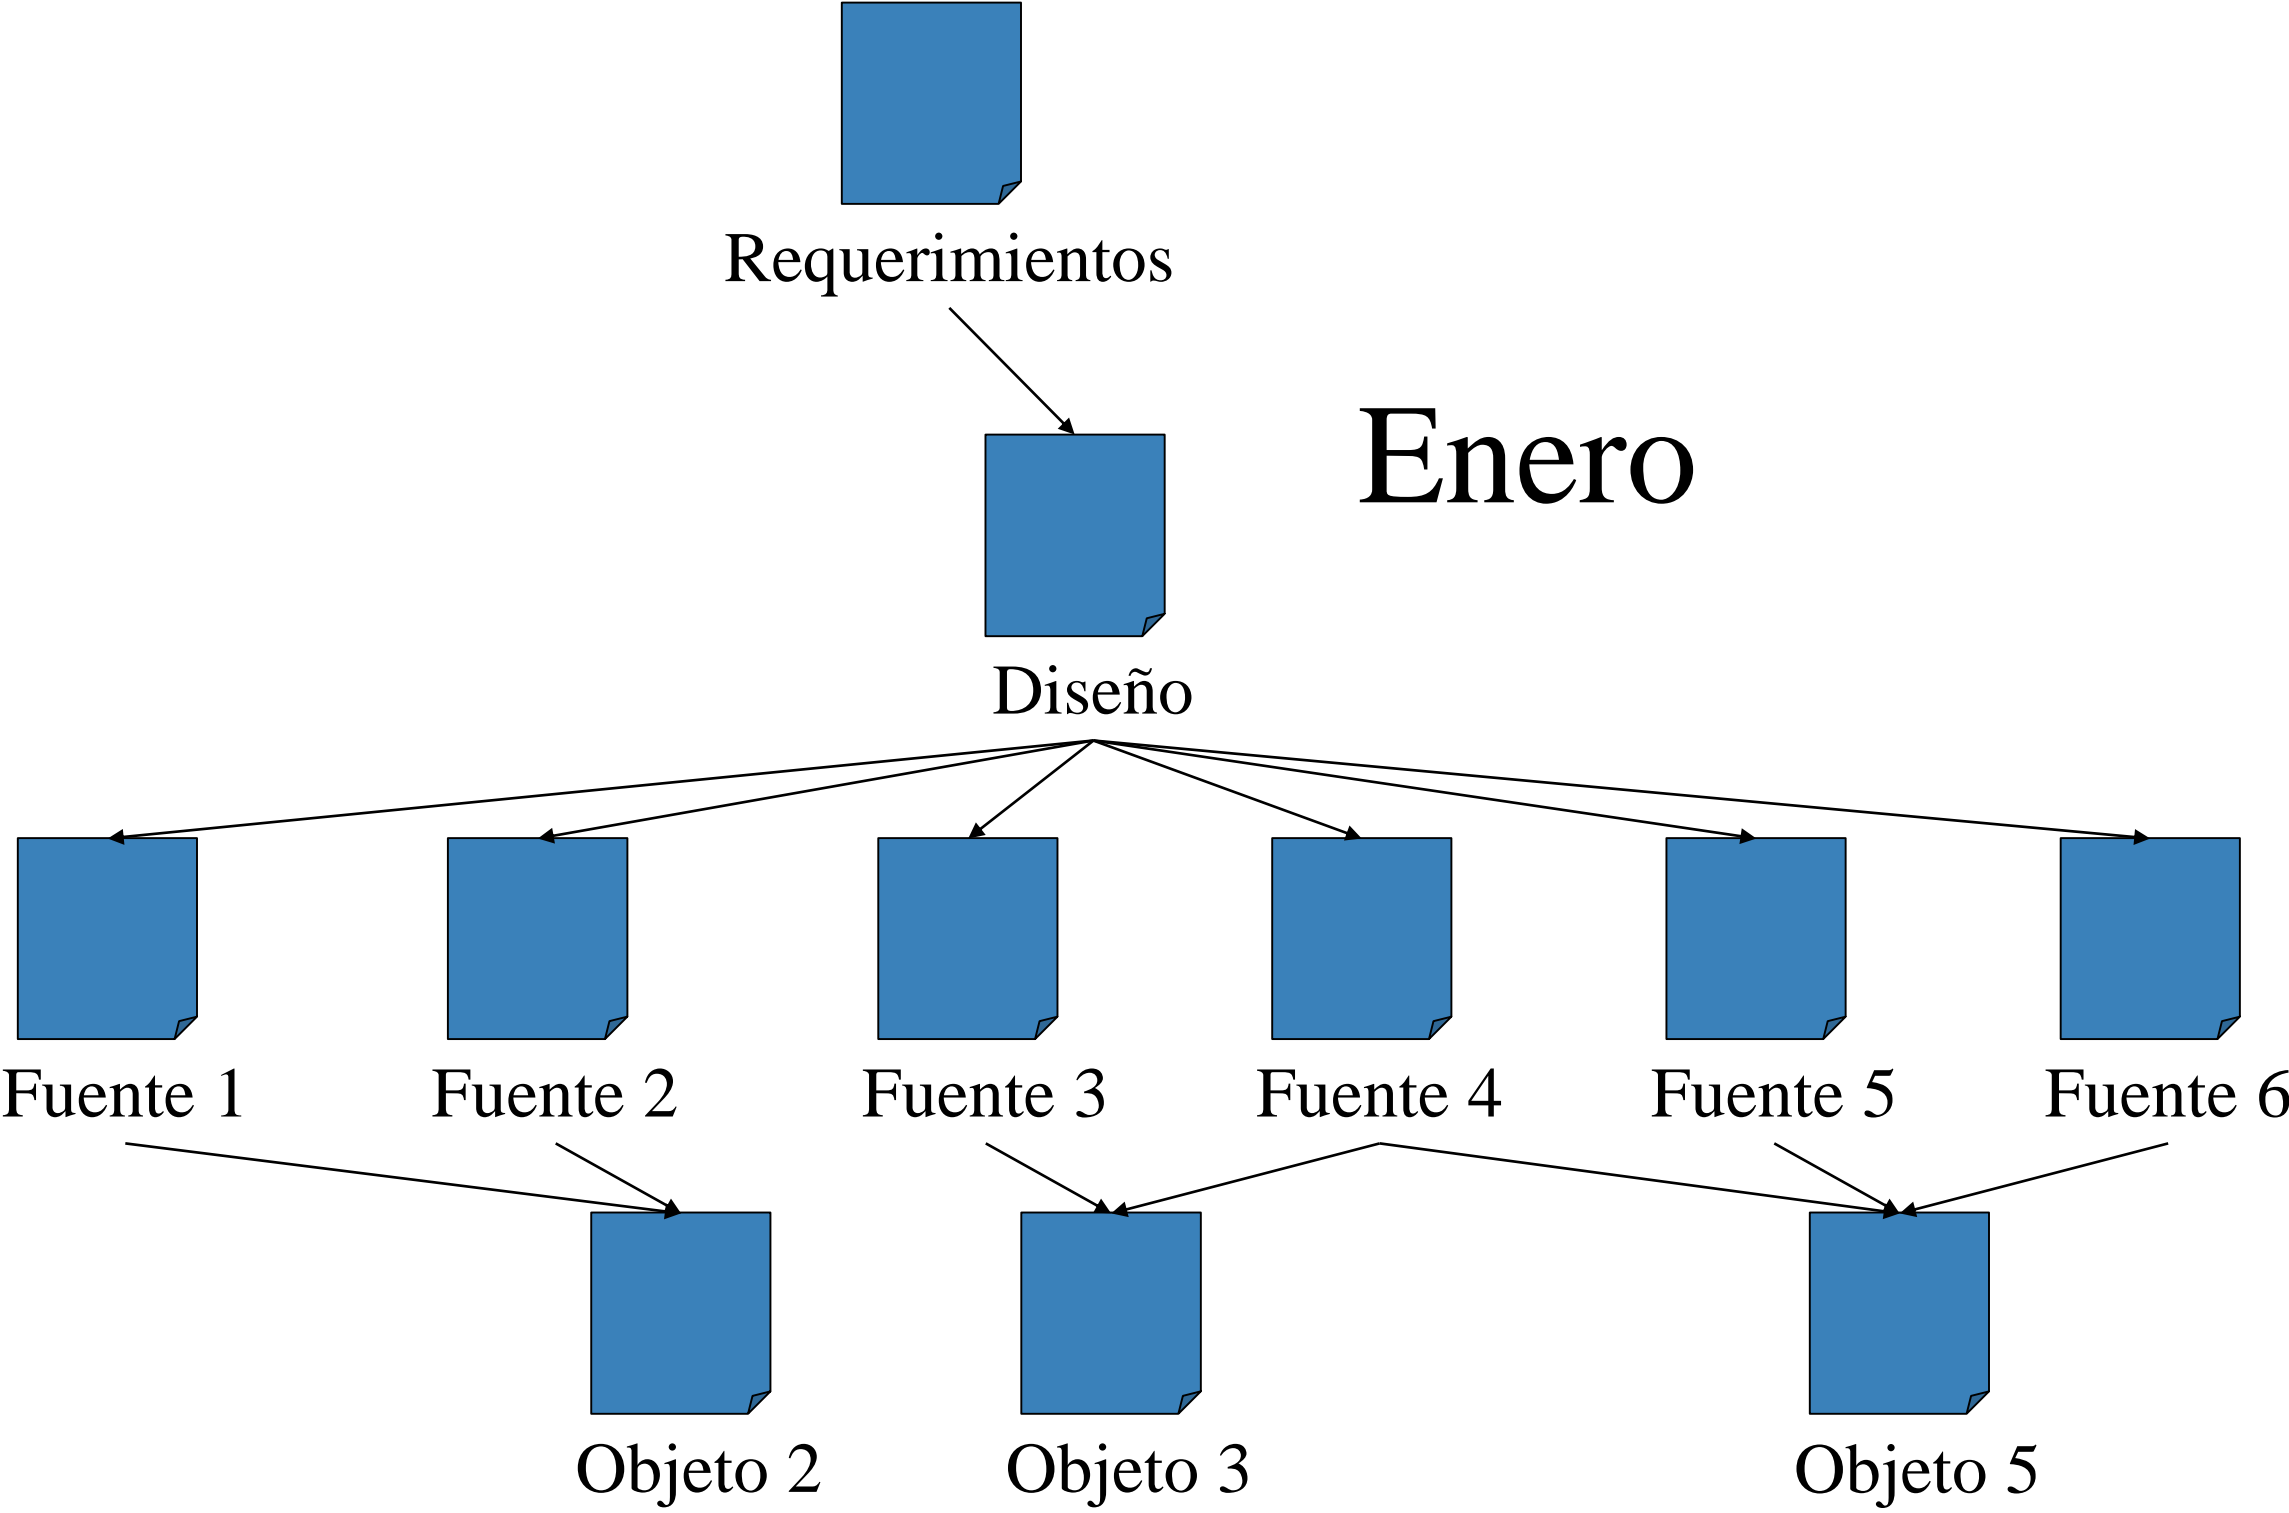 Requerimientos
Enero
Diseño
Fuente 1
Fuente 2
Fuente 3
Fuente 4
Fuente 5
Fuente 6
Objeto 2
Objeto 3
Objeto 5